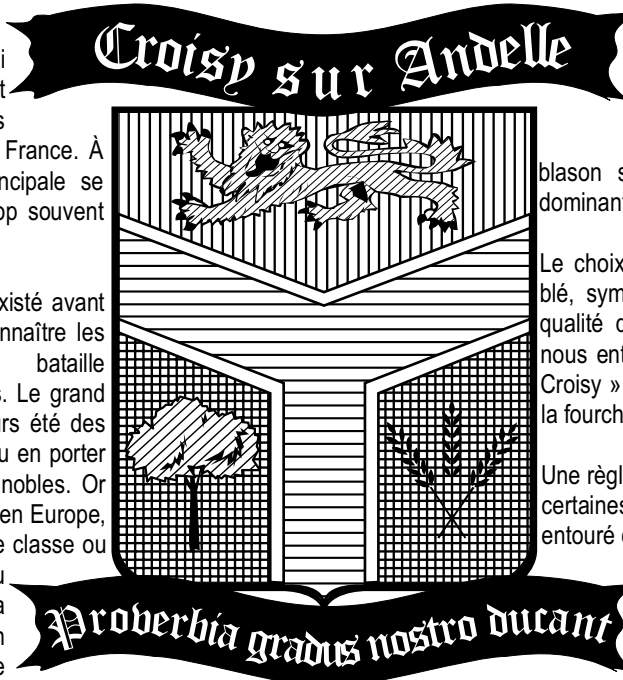 Croisy sur Andelle
i
t
s
France. À
ncipale se
op souvent
xisté avant
nnaître les
bataille
s. Le grand
urs été des
u en porter
nobles. Or
en Europe,
e classe ou
u
a
n
e
blason s
dominant
Le choix
blé, sym
qualité d
nous ent
Croisy »
la fourch
Une règl
certaines
entouré
Proverbia gradus nostro ducant